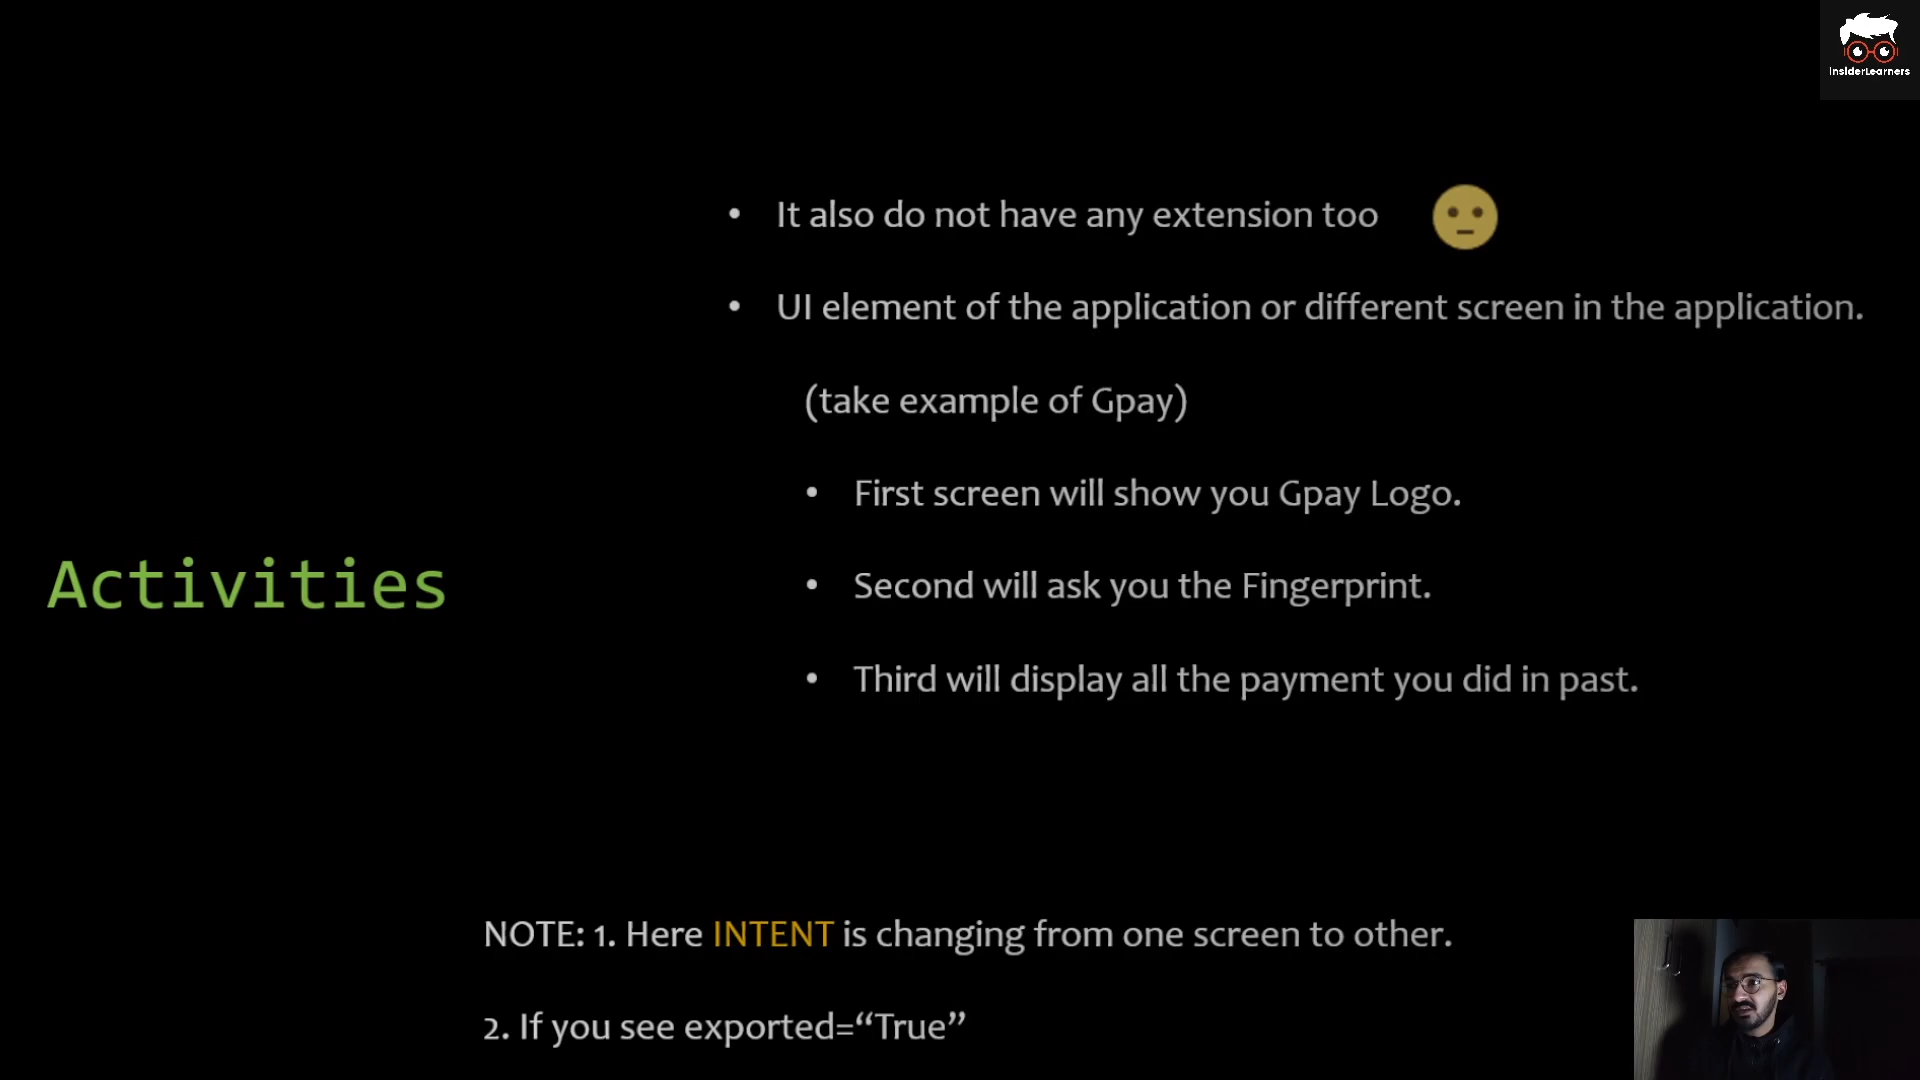 InsiderLearners
• It also do not have any extension too
• UI element of the application or different screen in the application.
(take example of Gpay)
• First screen will show you Gpay Logo.
Activities
• Second will ask you the Fingerprint.
• Third will display all the payment you did in past.
NOTE: 1. Here INTENT is changing from one screen to other.
2. If you see exported=“True”